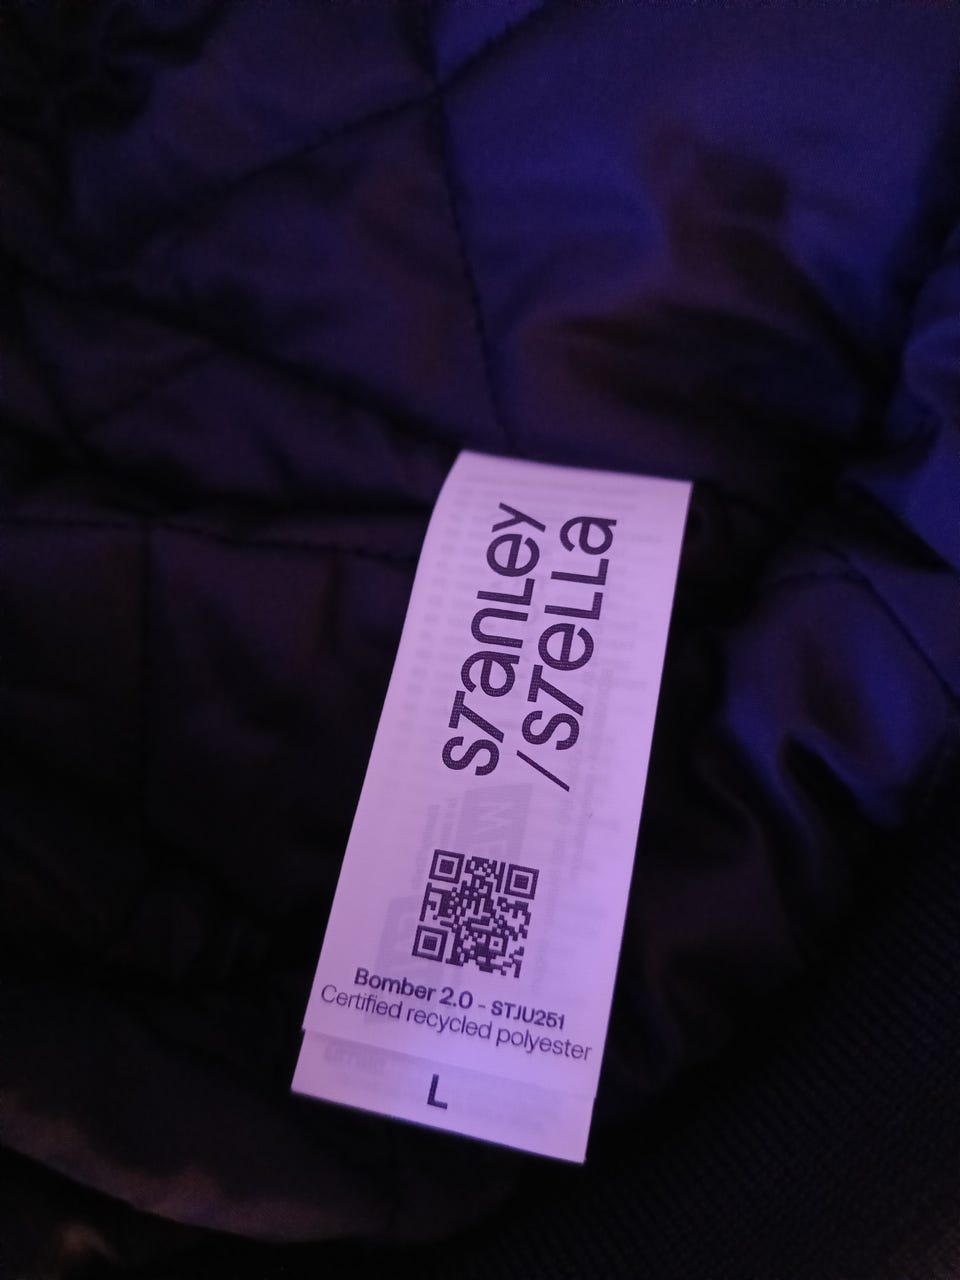 STanLey
/STeLLa
Bomber 2.0 - STJU251
Certified recycled polyester
L